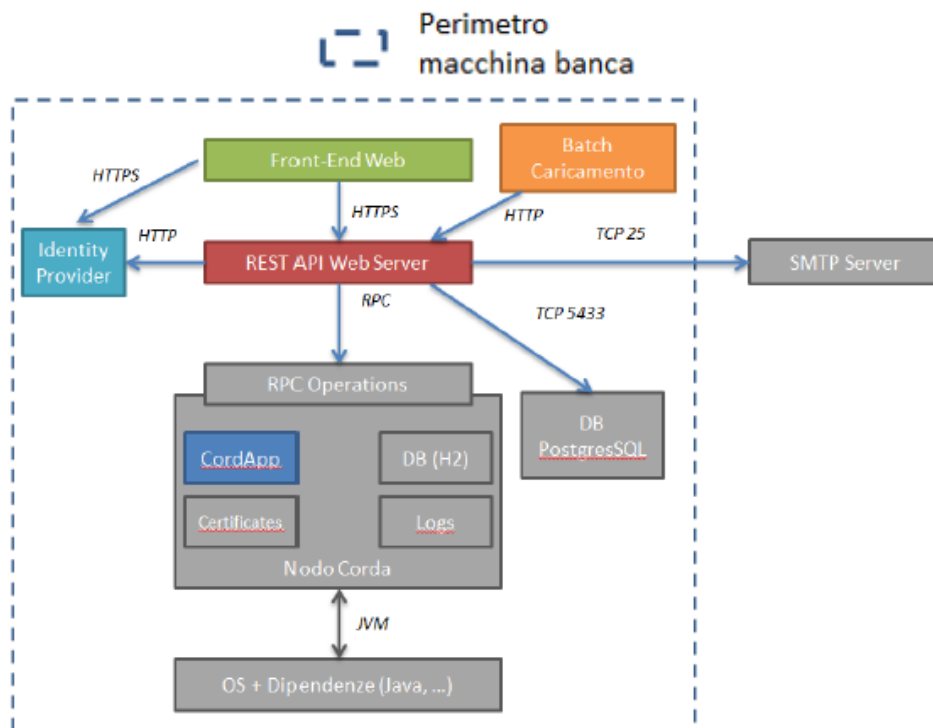 Perimetro
macchina banca
Front-End Web
Batch
Caricamento
HTTPS
HTTPS
HTTP
Identity
Provider
HTTP
REST API Web Server
TCP 25
SMTP Server
RPC
TCP 5433
RPC Operations
DB
PostgresSQL
CordApp
DB (H2)
Certificates
Logs
Nodo Corda
JVM
OS + Dipendenze (Java, ...)